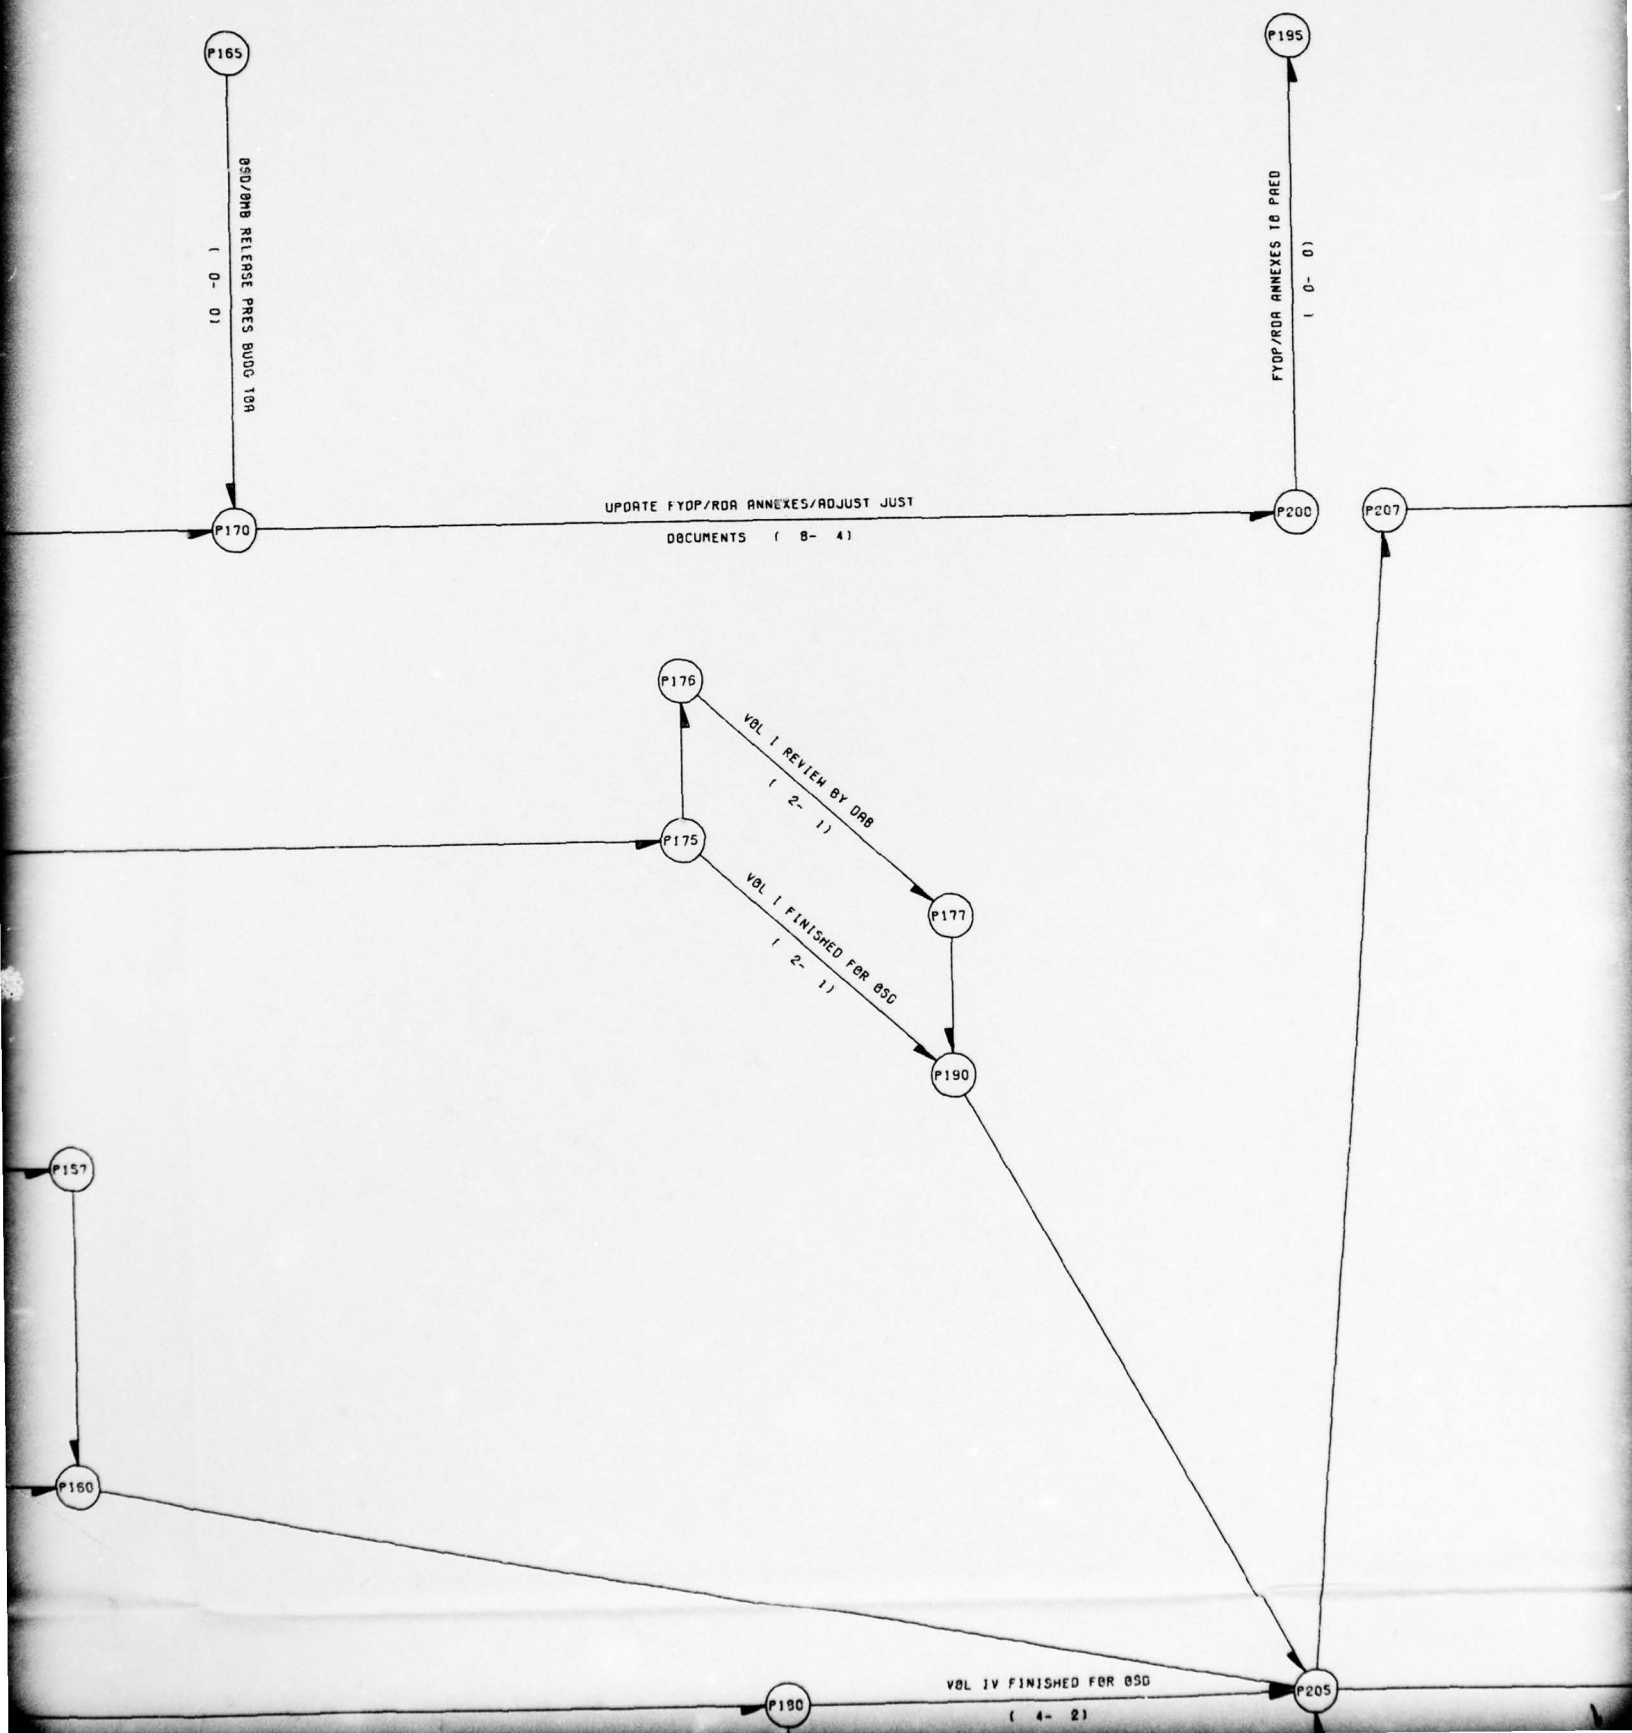 P165
P195
OSD/OMB RELEASE PRES BUDG TOA
( 0- 0)
FYDP/RDA ANNEXES TO PAED
( 0- 0)
P170
UPDATE FYDP/RDA ANNEXES/ADJUST JUST
DOCUMENTS ( 8- 4)
P200
P207
P176
VOL I REVIEW BY DAB
( 2- 1)
P175
VOL I FINISHED FOR OSD
( 2- 1)
P177
P190
P157
P160
P180
VOL IV FINISHED FOR OSD
( 4- 2)
P205